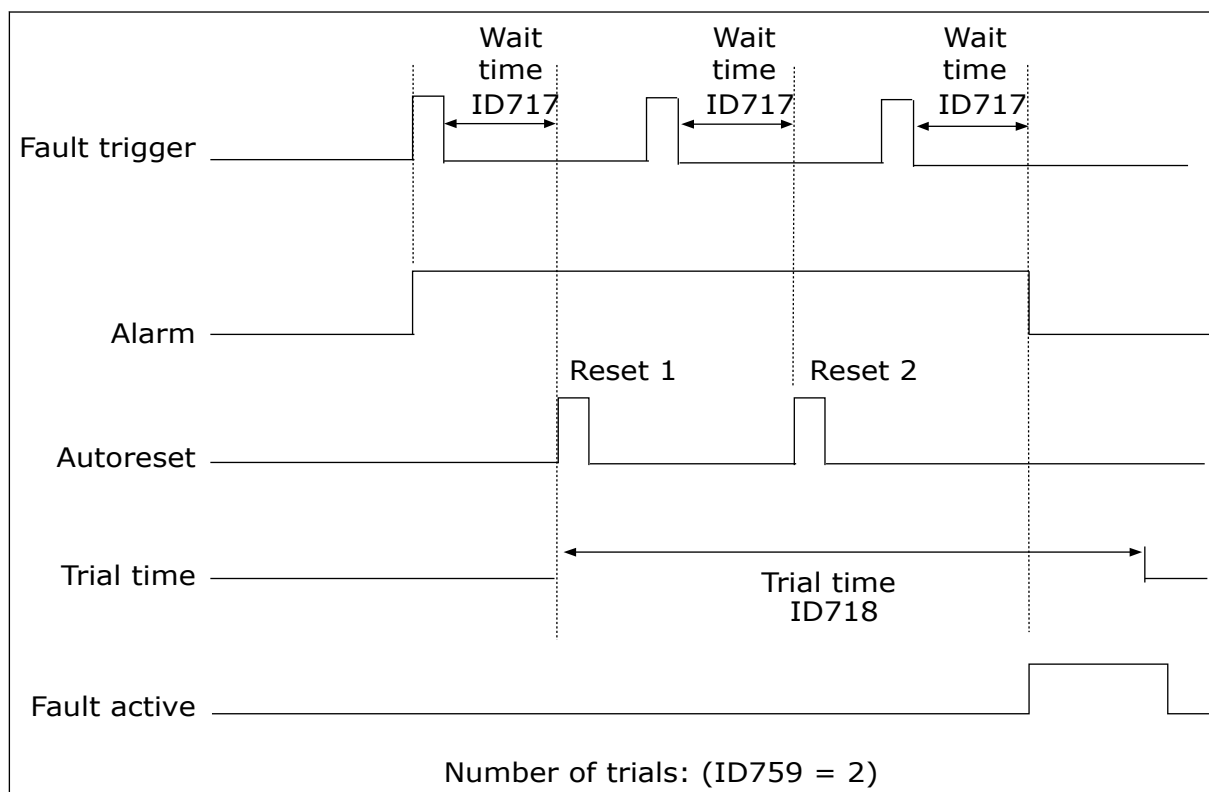 Wait
time
ID717
Wait
time
ID717
Wait
time
ID717
Fault trigger
Alarm
Reset 1
Reset 2
Autoreset
Trial time
Trial time
ID718
Fault active
Number of trials: (ID759 = 2)